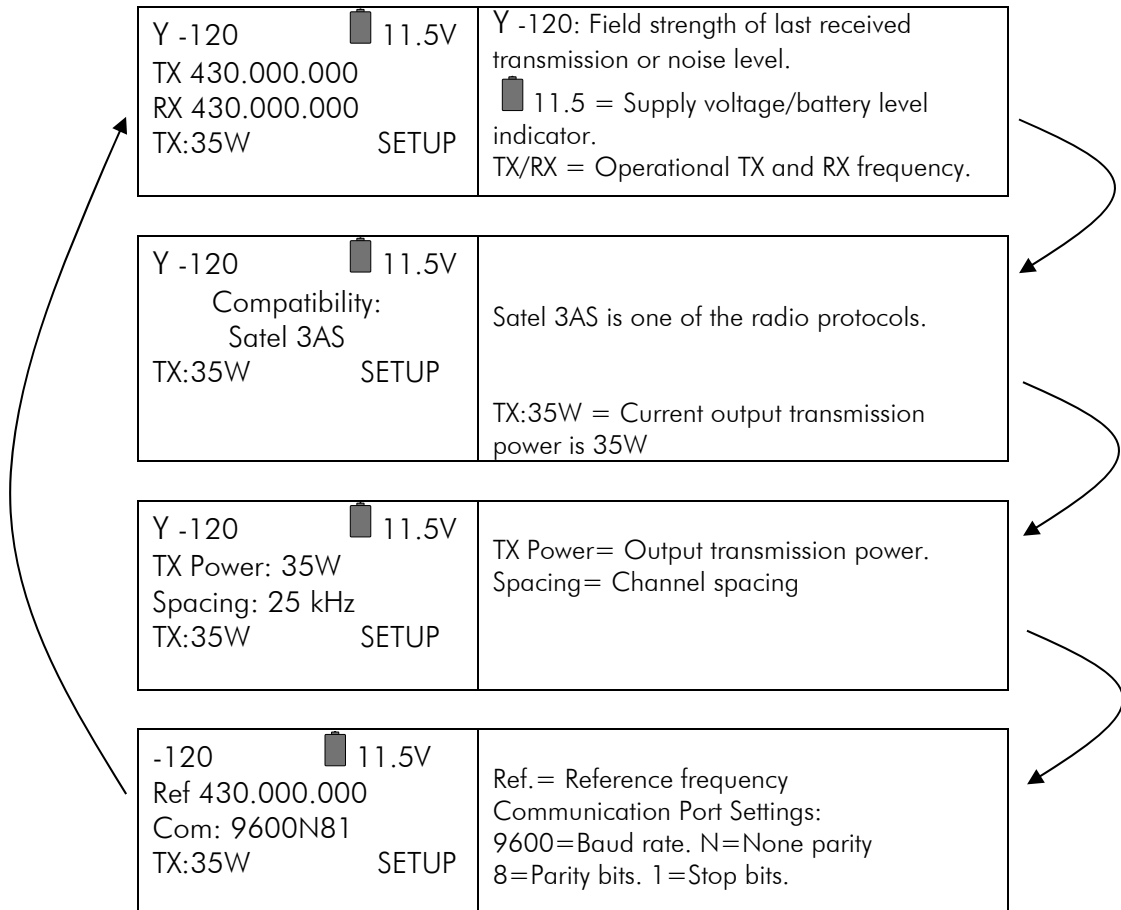 Y -120 11.5V
TX 430.000.000
RX 430.000.000
TX:35W SETUP
Y -120: Field strength of last received
transmission or noise level.
11.5 = Supply voltage/battery level
indicator.
TX/RX = Operational TX and RX frequency.
Y -120 11.5V
Compatibility:
Satel 3AS
TX:35W SETUP
Satel 3AS is one of the radio protocols.
TX:35W = Current output transmission
power is 35W
Y -120 11.5V
TX Power: 35W
Spacing: 25 kHz
TX:35W SETUP
TX Power= Output transmission power.
Spacing= Channel spacing
-120 11.5V
Ref 430.000.000
Com: 9600N81
TX:35W SETUP
Ref.= Reference frequency
Communication Port Settings:
9600=Baud rate. N=None parity
8=Parity bits. 1=Stop bits.